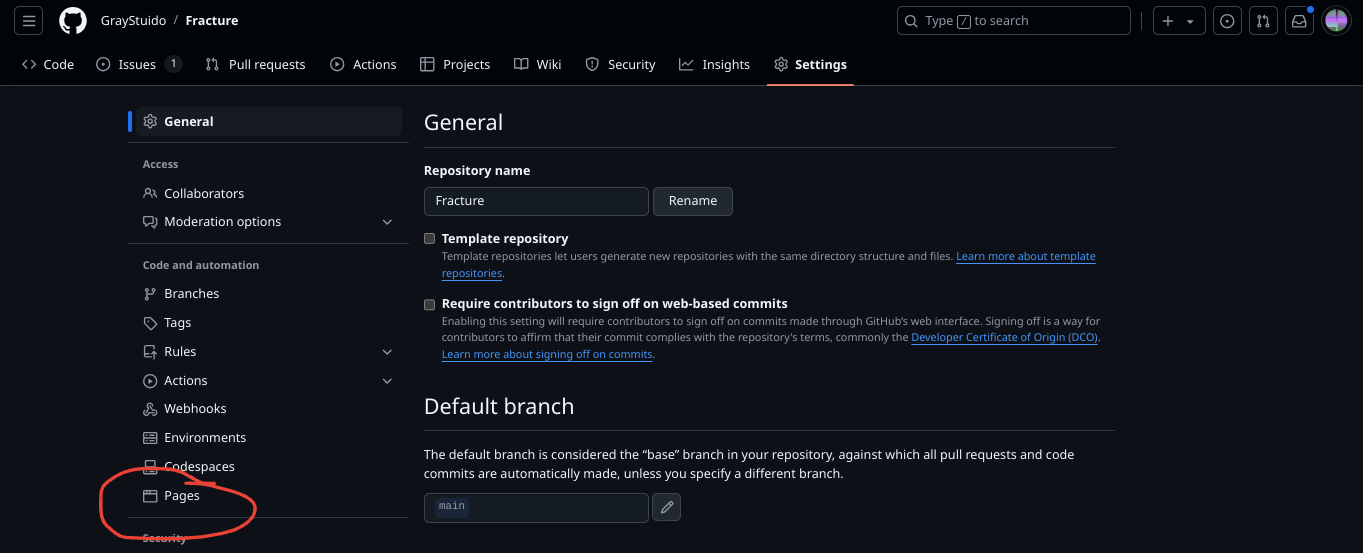 GrayStuido / Fracture
Type / to search
Code
Issues 1
Pull requests
Actions
Projects
Wiki
Security
Insights
Settings
General
Access
Collaborators
Moderation options
Code and automation
Branches
Tags
Rules
Actions
Webhooks
Environments
Codespaces
Pages
Security
General
Repository name
Fracture
Rename
Template repository
Template repositories let users generate new repositories with the same directory structure and files. Learn more about template
repositories.
Require contributors to sign off on web-based commits
Enabling this setting will require contributors to sign off on commits made through GitHub’s web interface. Signing off is a way for
contributors to affirm that their commit complies with the repository's terms, commonly the Developer Certificate of Origin (DCO).
Learn more about signing off on commits.
Default branch
The default branch is considered the “base” branch in your repository, against which all pull requests and code
commits are automatically made, unless you specify a different branch.
main